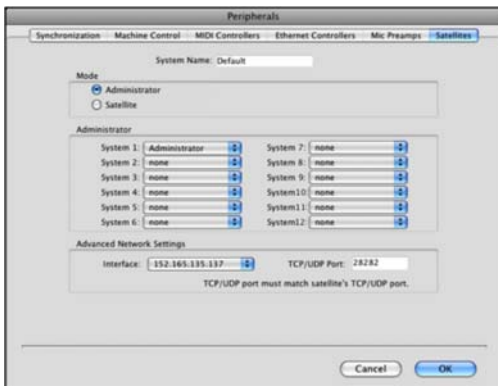 Peripherals
Synchronization Machine Control MIDI Controllers Ethernet Controllers Mic Preamps Satellites
System Name: Default
Mode
Administrator
Satellite
Administrator
System 1: Administrator System 7: none
System 2: none System 8: none
System 3: none System 9: none
System 4: none System10: none
System 5: none System11: none
System 6: none System12: none
Advanced Network Settings
Interface: 152.165.135.137 TCP/UDP Port: 28282
TCP/UDP port must match satellite's TCP/UDP port.
Cancel OK